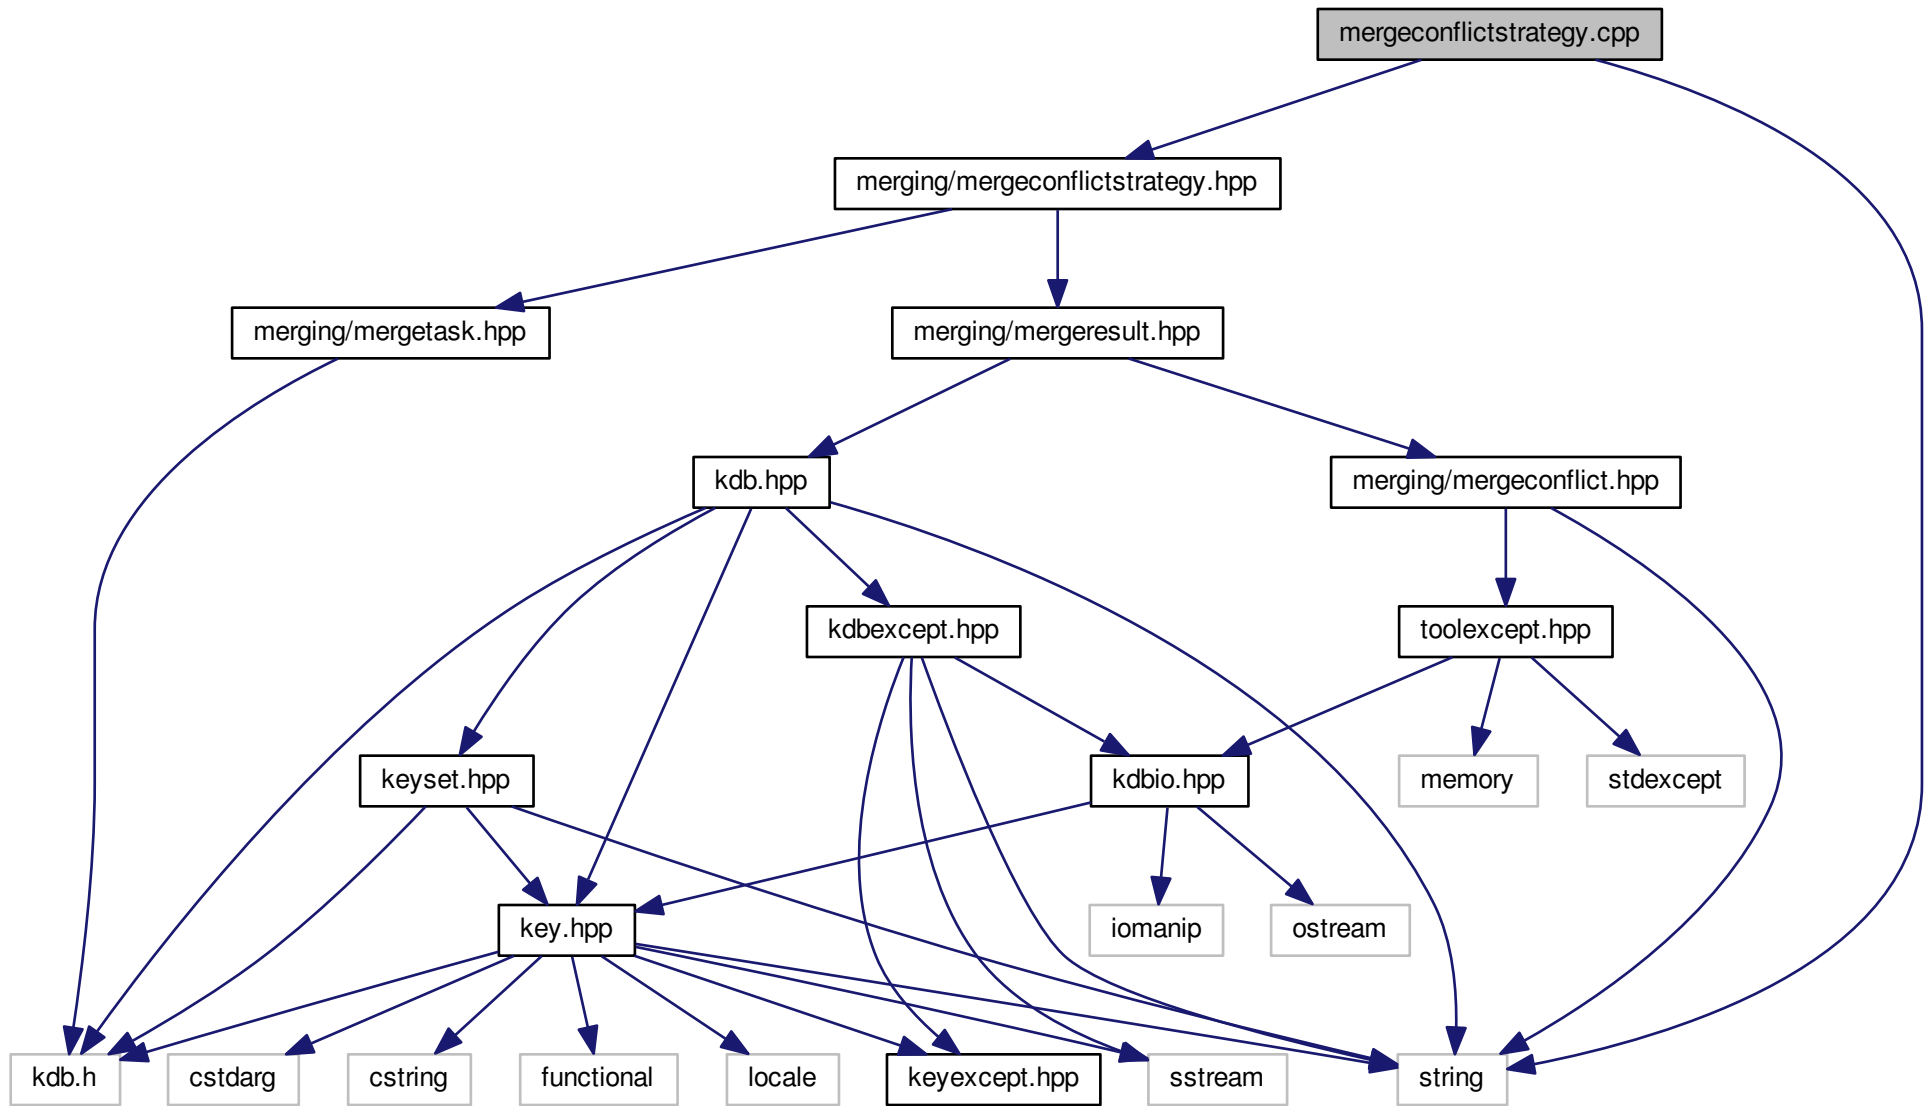 mergeconflictstrategy.cpp
merging/mergeconflictstrategy.hpp
merging/mergetask.hpp
merging/mergeresult.hpp
kdb.hpp
merging/mergeconflict.hpp
kdbexcept.hpp
toolexcept.hpp
keyset.hpp
kdbio.hpp
memory
stdexcept
key.hpp
iomanip
ostream
kdb.h
cstdarg
cstring
functional
locale
keyexcept.hpp
sstream
string